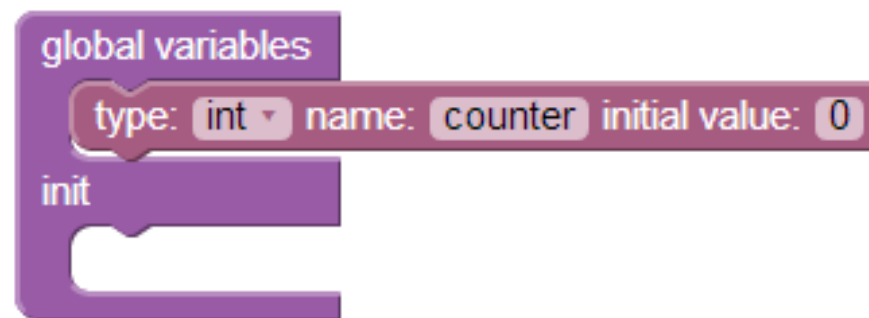 global variables
type: int name: counter initial value: 0
init